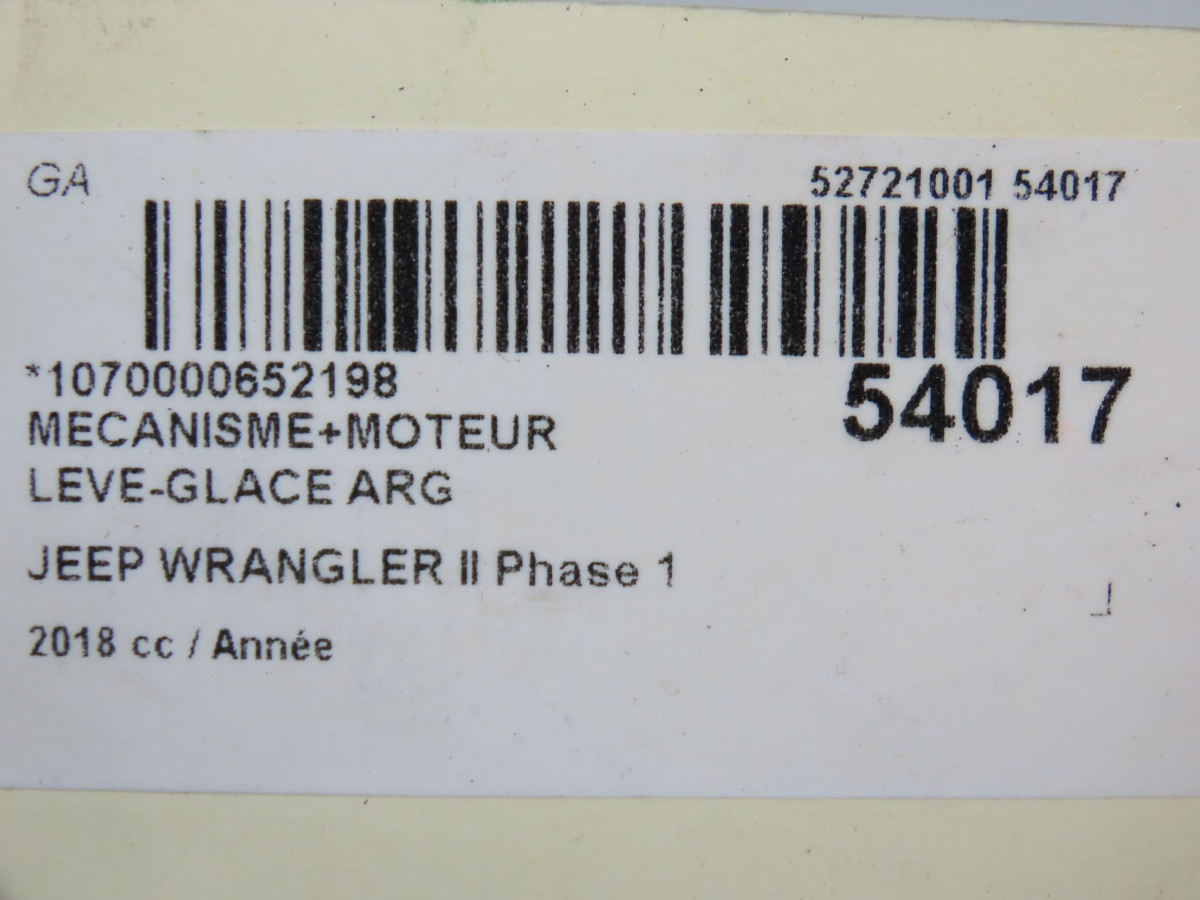 GA
52721001 54017
*1070000652198
54017
MECANISME+MOTEUR
LEVE-GLACE ARG
JEEP WRANGLER II Phase 1
2018 cc / Année